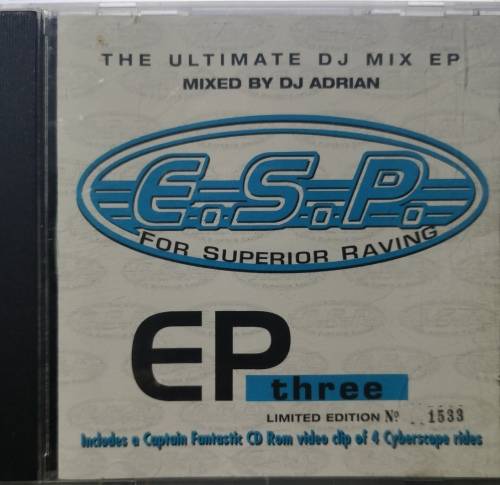 THE ULTIMATE DJ MIX EP
MIXED BY DJ ADRIAN
E.S.P.
FOR SUPERIOR RAVING
EP
three
LIMITED EDITION Nº 1533
Includes a Captain Fantastic CD Rom video clip of 4 Cyberscape rides